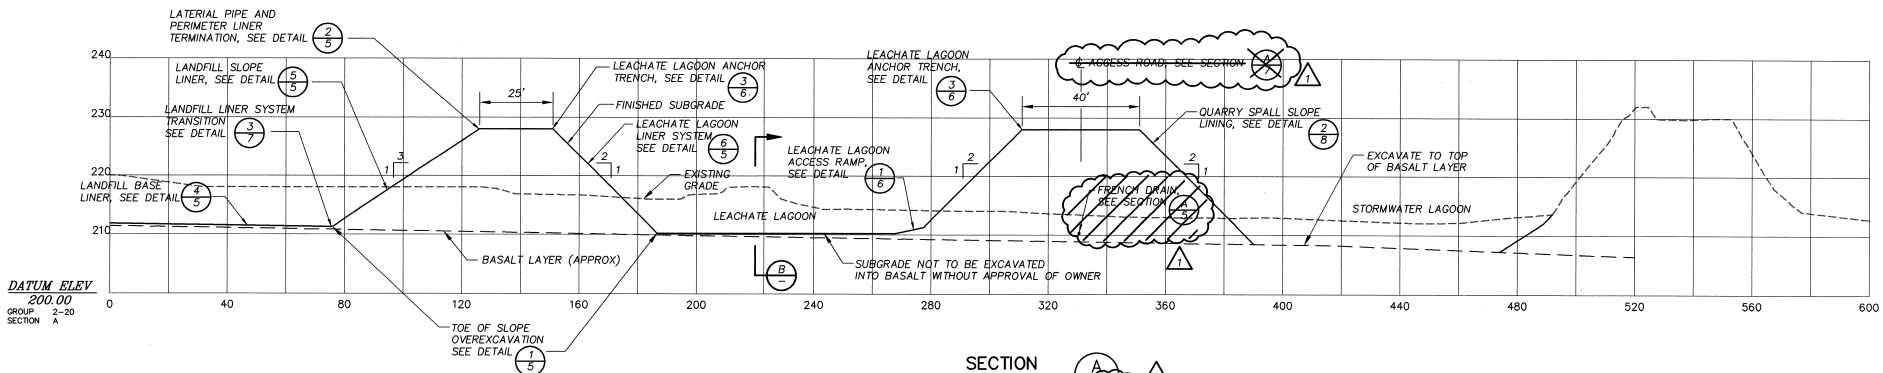 LATERIAL PIPE AND
PERIMETER LINER
TERMINATION, SEE DETAIL 2/5
LANDFILL SLOPE
LINER, SEE DETAIL 5/5
LANDFILL LINER SYSTEM
TRANSITION
SEE DETAIL 3/7
LANDFILL BASE
LINER, SEE DETAIL 4/5
240
230
220
210
25'
LEACHATE LAGOON ANCHOR
TRENCH, SEE DETAIL 3/6
FINISHED SUBGRADE
LEACHATE LAGOON
LINER SYSTEM
SEE DETAIL 6/5
EXISTING
GRADE
LEACHATE LAGOON
ANCHOR TRENCH,
SEE DETAIL 3/6
LEACHATE LAGOON
ACCESS RAMP,
SEE DETAIL 1/6
LEACHATE LAGOON
℄ ACCESS ROAD, SEE SECTION A/7
1
40'
QUARRY SPALL SLOPE
LINING, SEE DETAIL 2/8
EXCAVATE TO TOP
OF BASALT LAYER
FRENCH DRAIN,
SEE SECTION A/5
1
STORMWATER LAGOON
3
1
2
1
2
1
2
1
BASALT LAYER (APPROX)
SUBGRADE NOT TO BE EXCAVATED
INTO BASALT WITHOUT APPROVAL OF OWNER
B
–
DATUM ELEV
200.00
GROUP 2-20
SECTION A
0 40 80 120 160 200 240 280 320 360 400 440 480 520 560 600
TOE OF SLOPE
OVEREXCAVATION
SEE DETAIL 1/5
SECTION A